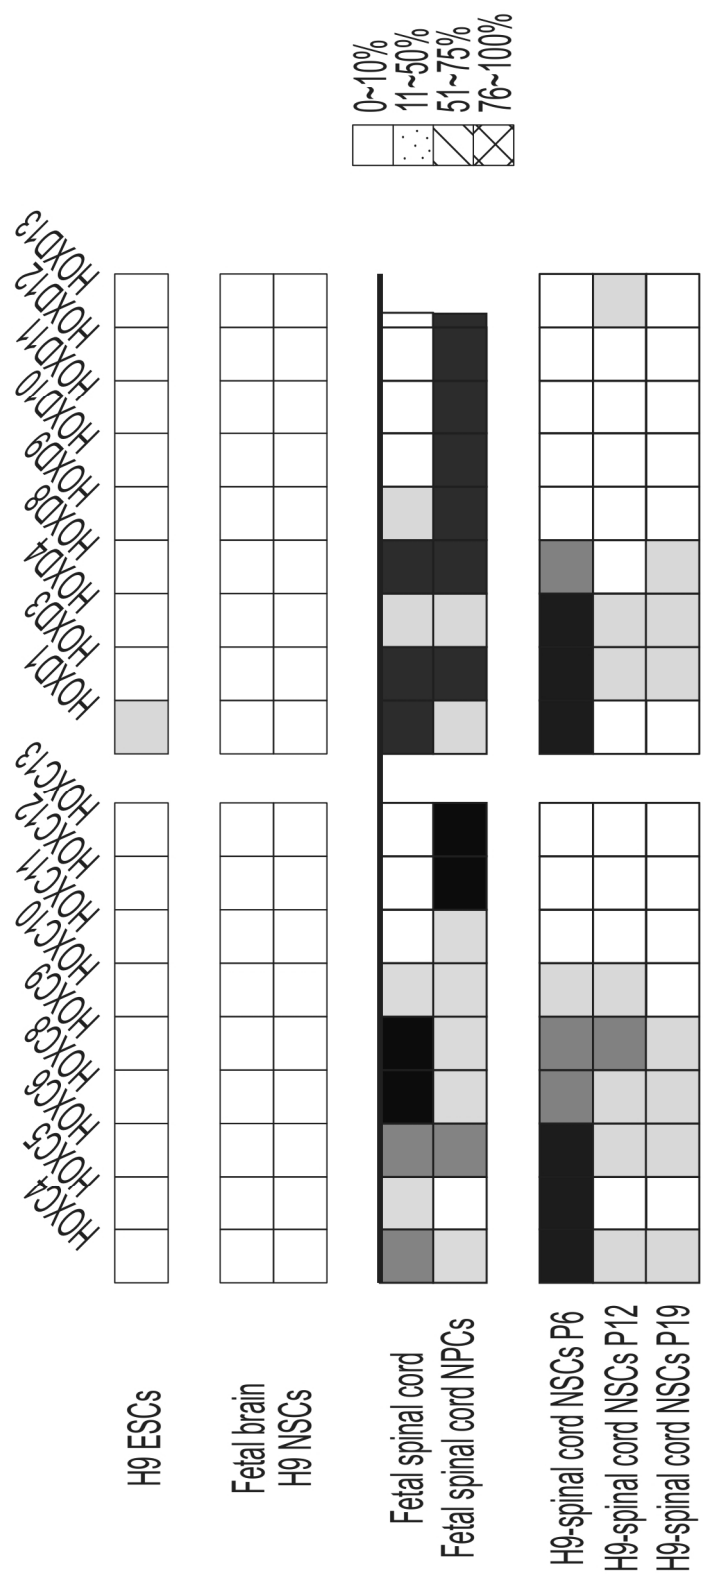 0~10%
11~50%
51~75%
76~100%
HOXC4
HOXC5
HOXC6
HOXC8
HOXC9
HOXC10
HOXC11
HOXC12
HOXC13
HOXD1
HOXD3
HOXD4
HOXD8
HOXD9
HOXD10
HOXD11
HOXD12
HOXD13
H9 ESCs
Fetal brain
H9 NSCs
Fetal spinal cord
Fetal spinal cord NPCs
H9-spinal cord NSCs P6
H9-spinal cord NSCs P12
H9-spinal cord NSCs P19